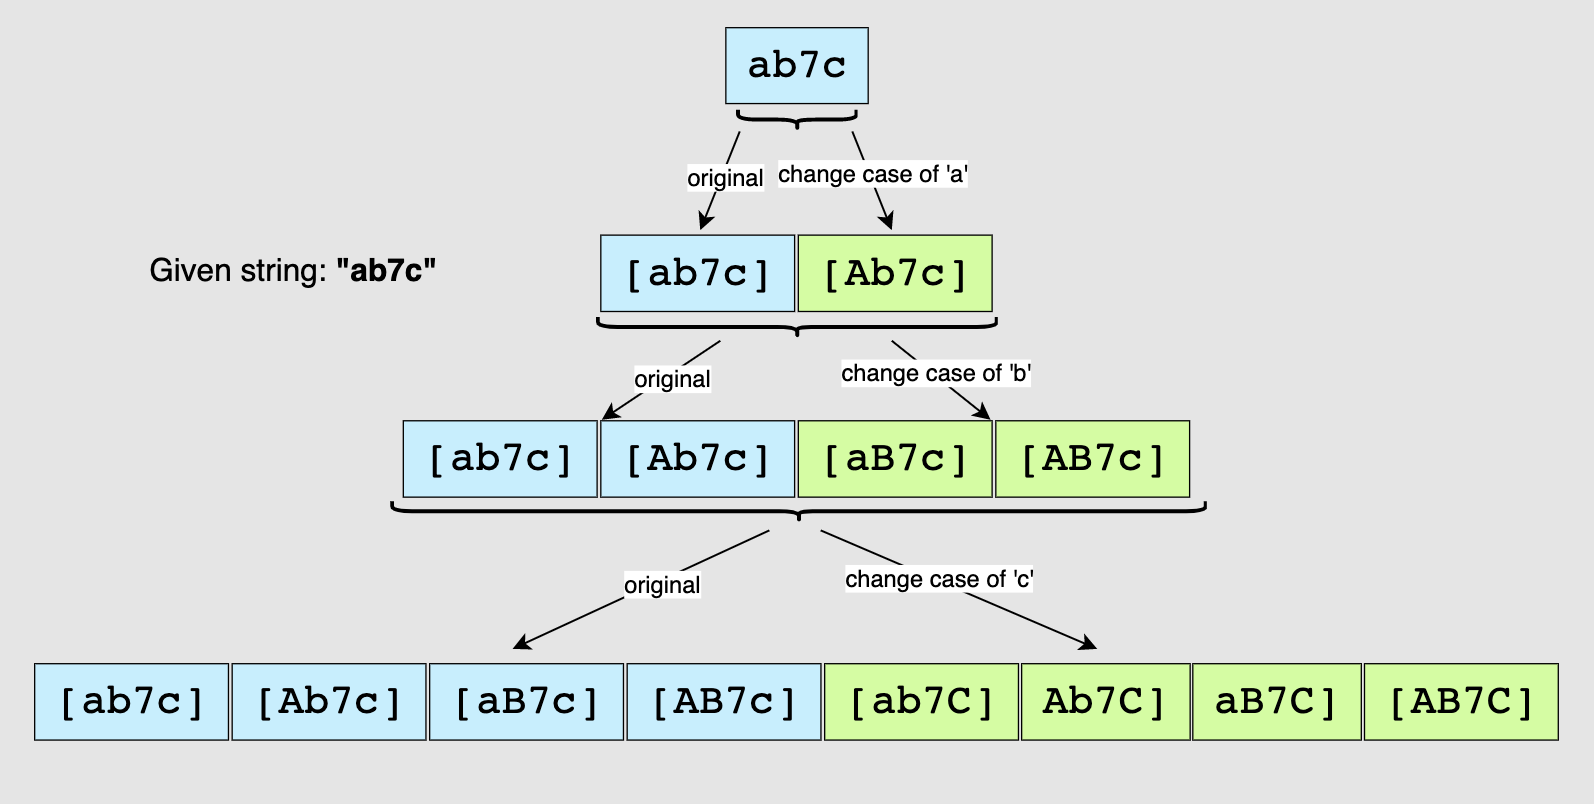 ab7c
original
change case of 'a'
Given string: "ab7c"
[ab7c] [Ab7c]
original
change case of 'b'
[ab7c] [Ab7c] [aB7c] [AB7c]
original
change case of 'c'
[ab7c] [Ab7c] [aB7c] [AB7c] [ab7C] Ab7C] aB7C] [AB7C]